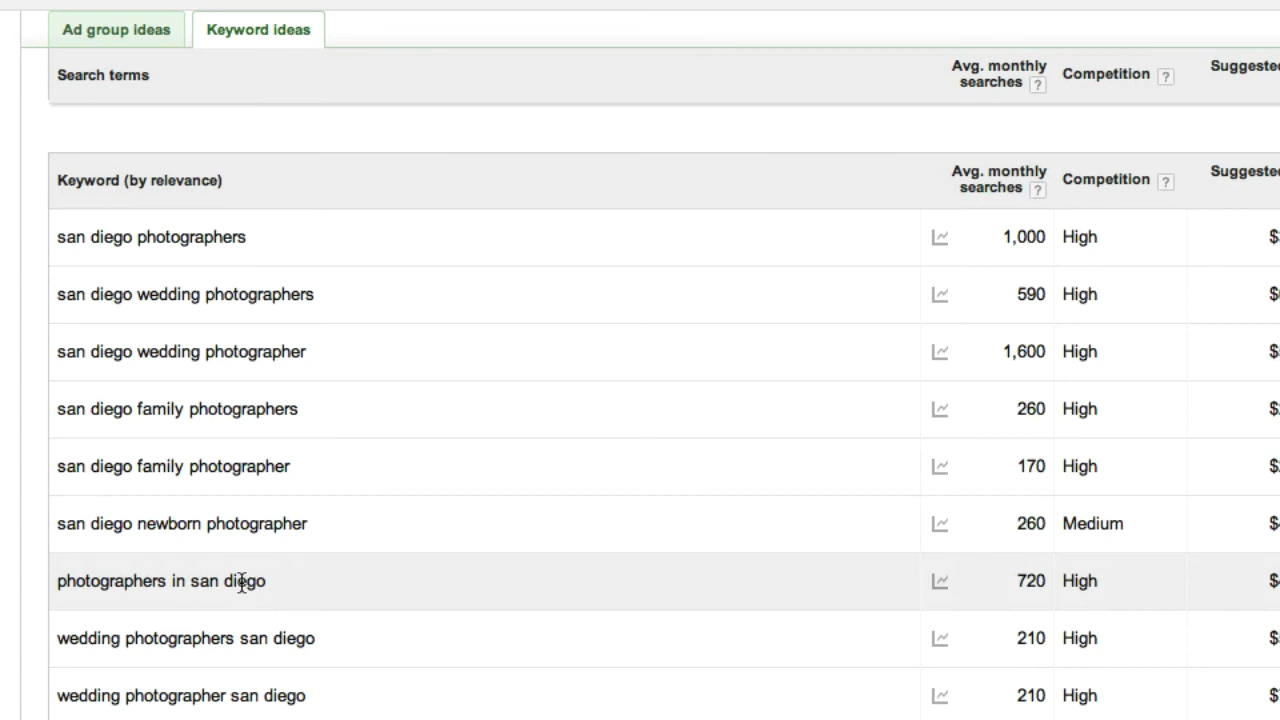 Ad group ideas Keyword ideas
Search terms Avg. monthly searches ? Competition ?
Keyword (by relevance) Avg. monthly searches ? Competition ?
san diego photographers 1,000 High
san diego wedding photographers 590 High
san diego wedding photographer 1,600 High
san diego family photographers 260 High
san diego family photographer 170 High
san diego newborn photographer 260 Medium
photographers in san diego 720 High
wedding photographers san diego 210 High
wedding photographer san diego 210 High